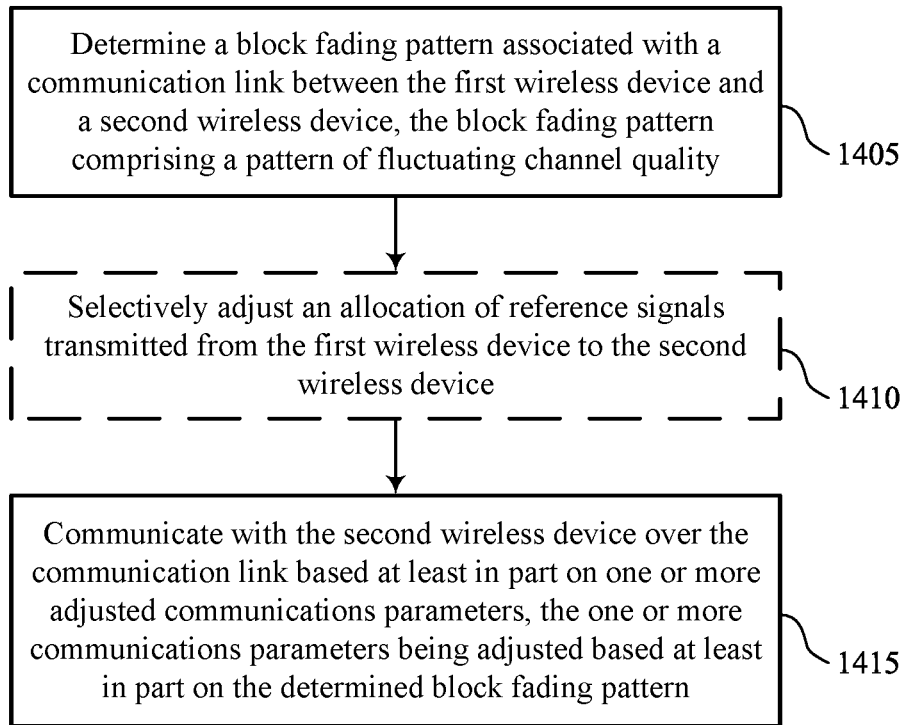 Determine a block fading pattern associated with a
communication link between the first wireless device and
a second wireless device, the block fading pattern
comprising a pattern of fluctuating channel quality
1405
Selectively adjust an allocation of reference signals
transmitted from the first wireless device to the second
wireless device
1410
Communicate with the second wireless device over the
communication link based at least in part on one or more
adjusted communications parameters, the one or more
communications parameters being adjusted based at least
in part on the determined block fading pattern
1415